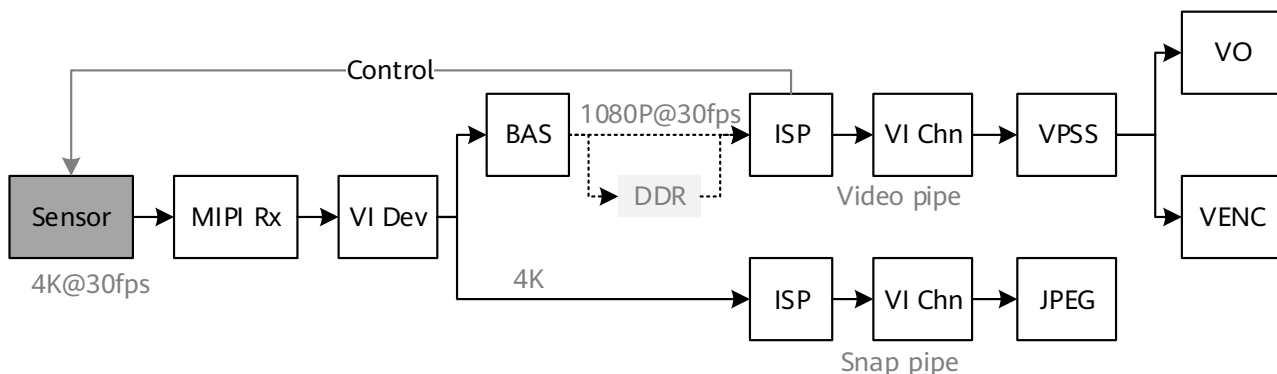 VO
Control
BAS
1080P@30fps
ISP
VI Chn
VPSS
DDR
Video pipe
Sensor
MIPI Rx
VI Dev
VENC
4K@30fps
4K
ISP
VI Chn
JPEG
Snap pipe